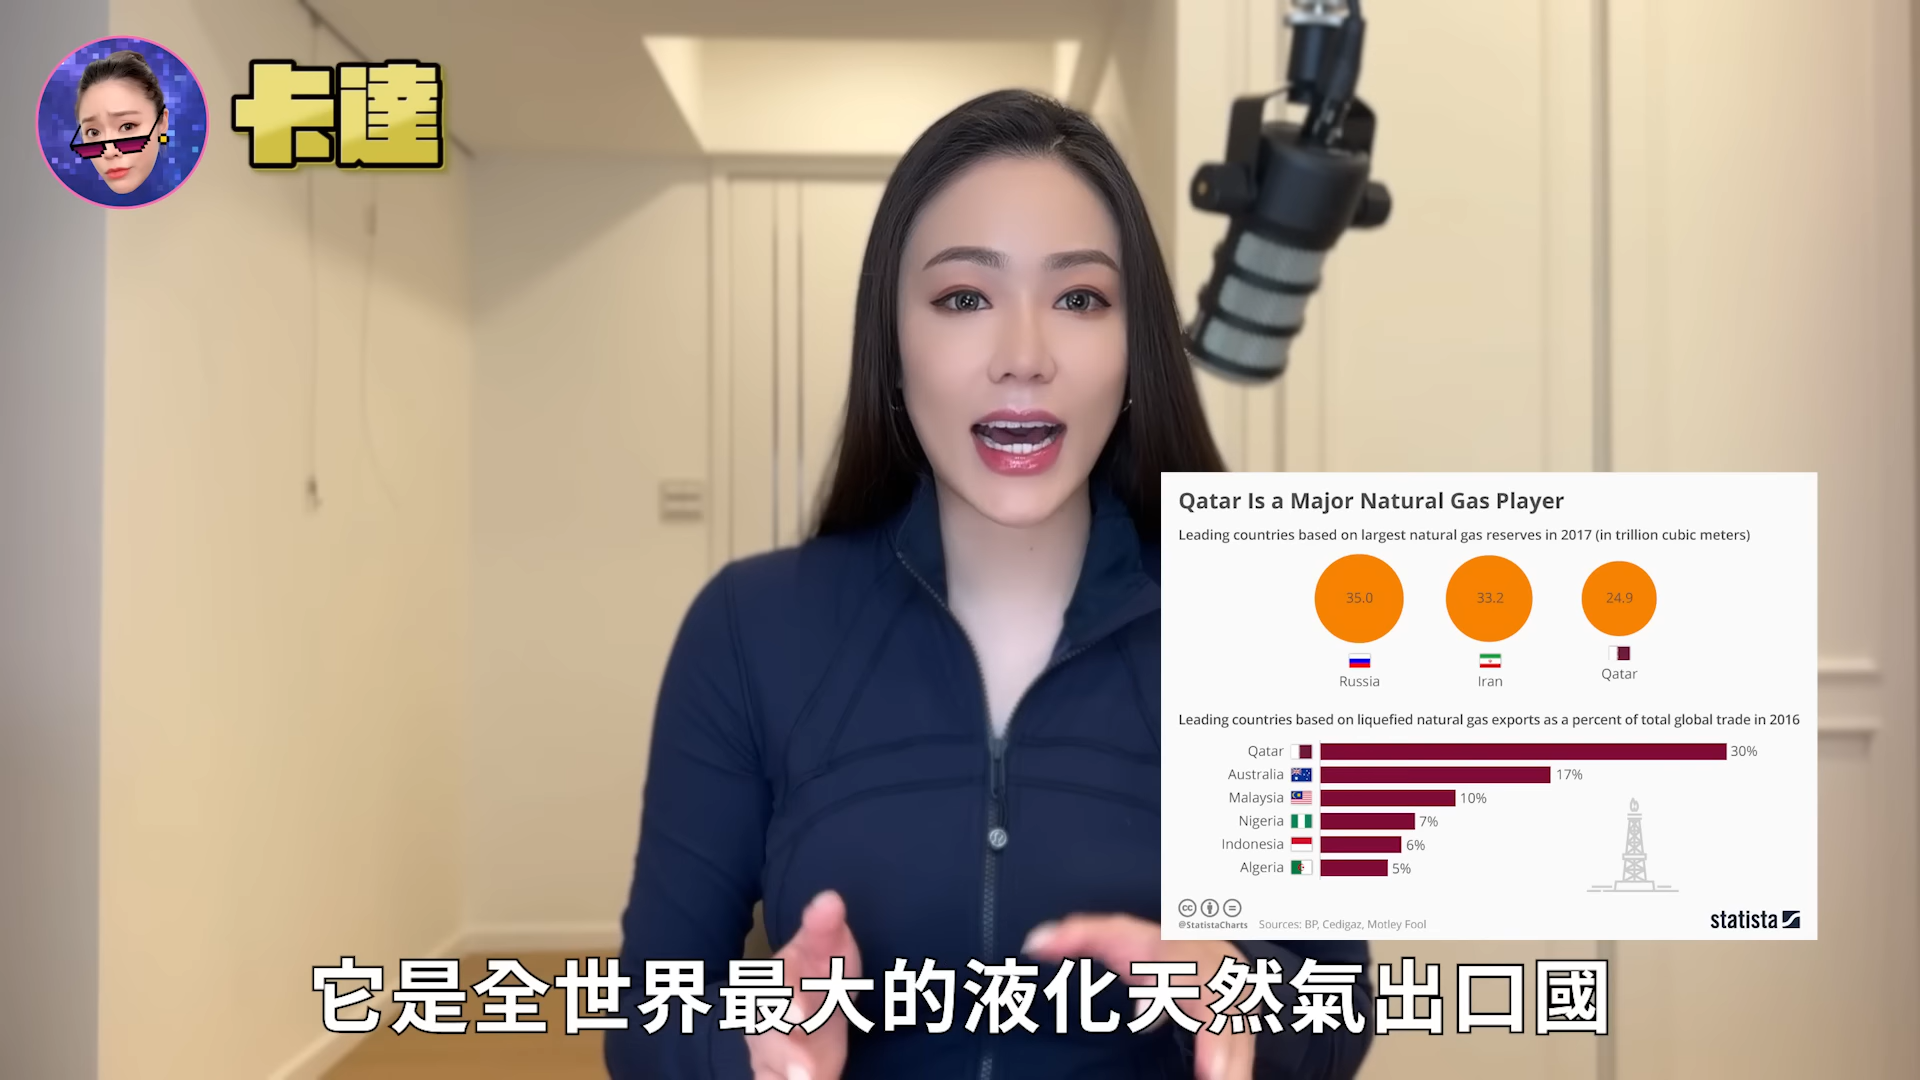 卡達
Qatar Is a Major Natural Gas Player
Leading countries based on largest natural gas reserves in 2017 (in trillion cubic meters)
35.0
33.2
24.9
Russia
Iran
Qatar
Leading countries based on liquefied natural gas exports as a percent of total global trade in 2016
Qatar 30%
Australia 17%
Malaysia 10%
Nigeria 7%
Indonesia 6%
Algeria 5%
cc
@StatistaCharts Sources: BP, Cedigaz, Motley Fool
statista
它是全世界最大的液化天然氣出口國